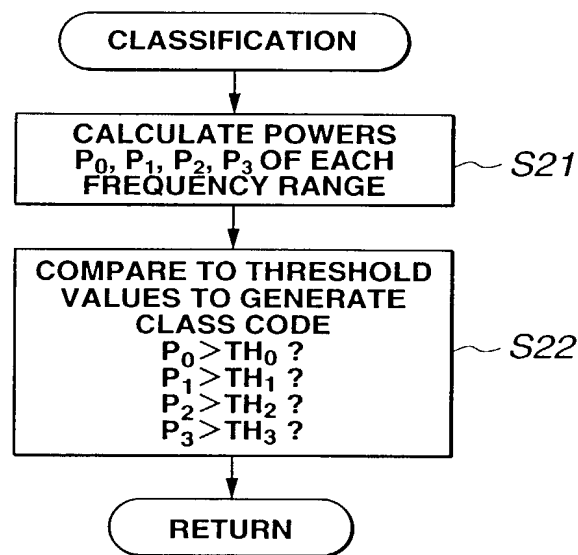 CLASSIFICATION
CALCULATE POWERS
P₀, P₁, P₂, P₃ OF EACH
FREQUENCY RANGE
S21
COMPARE TO THRESHOLD
VALUES TO GENERATE
CLASS CODE
P₀>TH₀ ?
P₁>TH₁ ?
P₂>TH₂ ?
P₃>TH₃ ?
S22
RETURN